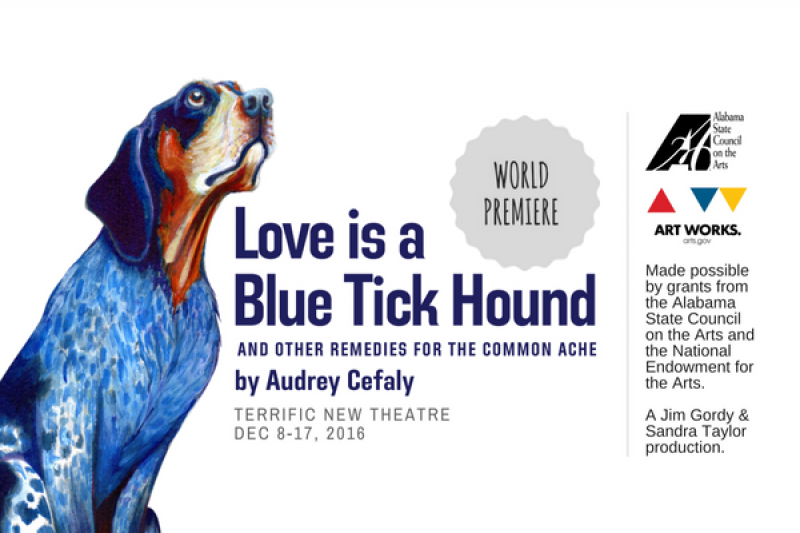 Love is a
Blue Tick Hound
AND OTHER REMEDIES FOR THE COMMON ACHE
by Audrey Cefaly
TERRIFIC NEW THEATRE
DEC 8-17, 2016
WORLD
PREMIERE
Alabama
State
Council
on the
Arts
ART WORKS.
arts.gov
Made possible
by grants from
the Alabama
State Council
on the Arts and
the National
Endowment for
the Arts.
A Jim Gordy &
Sandra Taylor
production.